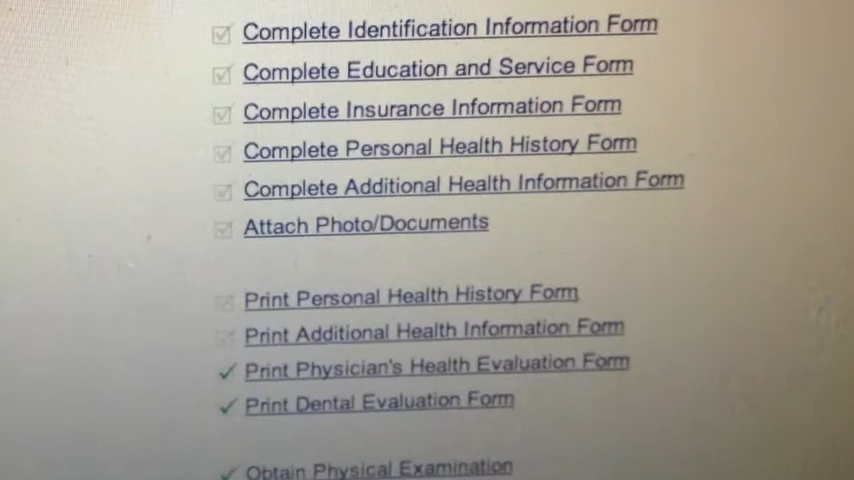 Complete Identification Information Form
Complete Education and Service Form
Complete Insurance Information Form
Complete Personal Health History Form
Complete Additional Health Information Form
Attach Photo/Documents
Print Personal Health History Form
Print Additional Health Information Form
Print Physician's Health Evaluation Form
Print Dental Evaluation Form
Obtain Physical Examination